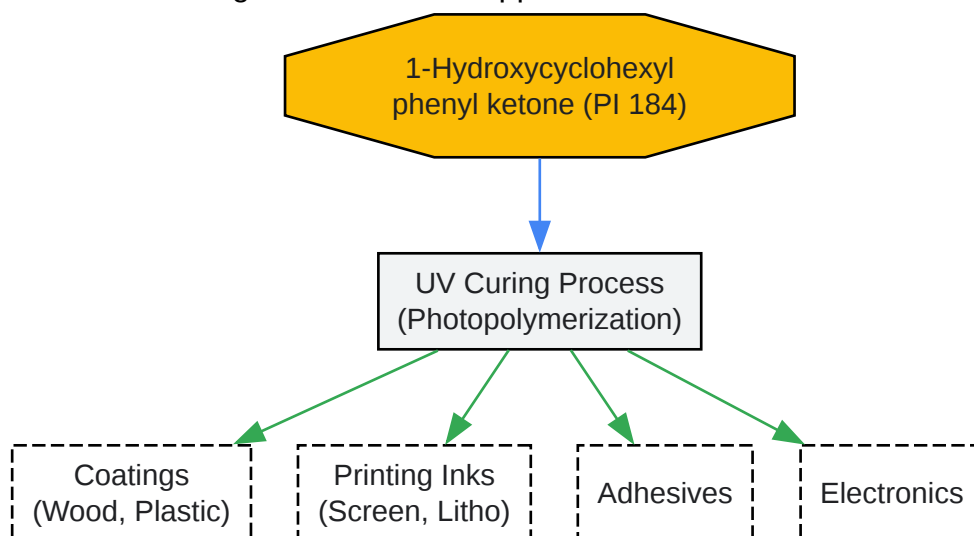 1-Hydroxycyclohexyl
phenyl ketone (PI 184)
UV Curing Process
(Photopolymerization)
Coatings
(Wood, Plastic)
Printing Inks
(Screen, Litho)
Adhesives
Electronics